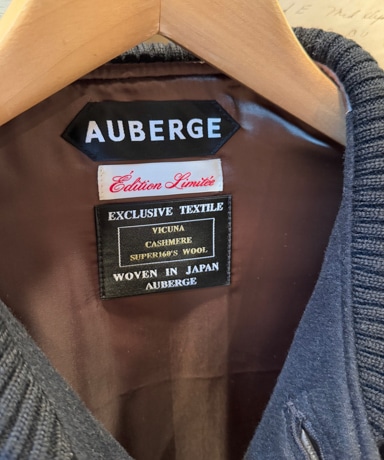 AUBERGE
Édition Limitée
EXCLUSIVE TEXTILE
VICUNA
CASHMERE
SUPER160'S WOOL
WOVEN IN JAPAN
AUBERGE